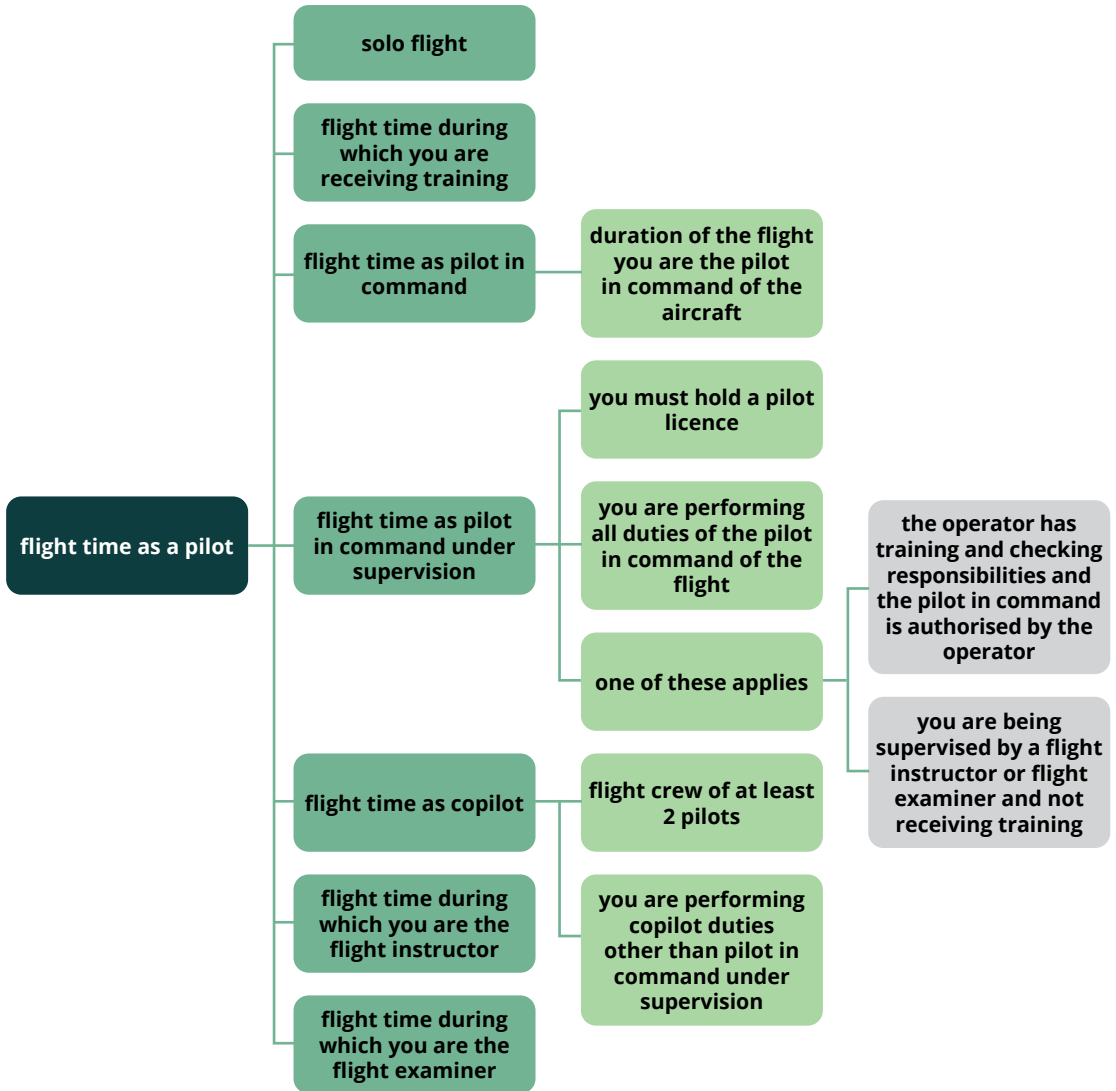 solo flight
flight time during
which you are
receiving training
flight time as pilot in
command
duration of the flight
you are the pilot
in command of the
aircraft
flight time as a pilot
flight time as pilot
in command under
supervision
you must hold a pilot
licence
you are performing
all duties of the pilot
in command of the
flight
one of these applies
the operator has
training and checking
responsibilities and
the pilot in command
is authorised by the
operator
you are being
supervised by a flight
instructor or flight
examiner and not
receiving training
flight time as copilot
flight crew of at least
2 pilots
you are performing
copilot duties
other than pilot in
command under
supervision
flight time during
which you are the
flight instructor
flight time during
which you are the
flight examiner